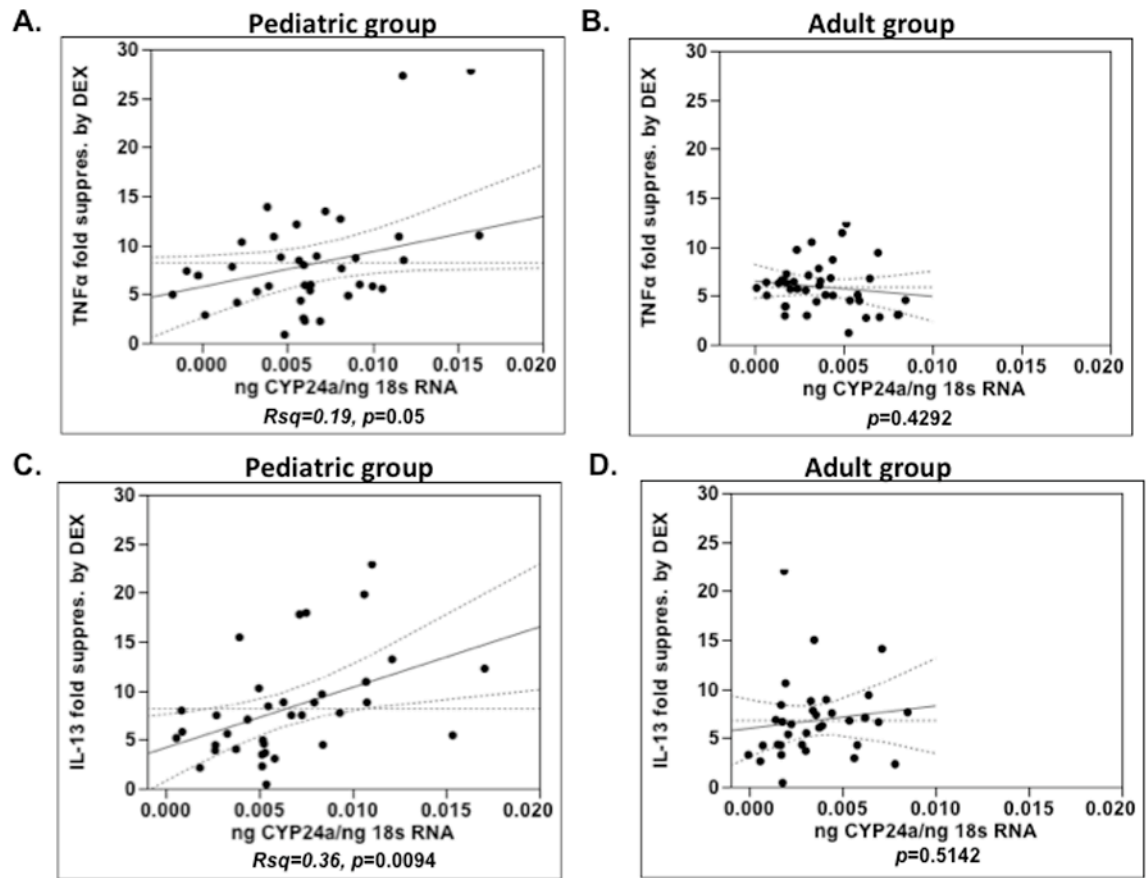 A.
Pediatric group
TNFα fold suppres. by DEX
30
25
20
15
10
5
0
0.000 0.005 0.010 0.015 0.020
ng CYP24a/ng 18s RNA
Rsq=0.19, p=0.05
B.
Adult group
TNFα fold suppres. by DEX
30
25
20
15
10
5
0
0.000 0.005 0.010 0.015 0.020
ng CYP24a/ng 18s RNA
p=0.4292
C.
Pediatric group
IL-13 fold suppres. by DEX
30
25
20
15
10
5
0
0.000 0.005 0.010 0.015 0.020
ng CYP24a/ng 18s RNA
Rsq=0.36, p=0.0094
D.
Adult group
IL-13 fold suppres. by DEX
30
25
20
15
10
5
0
0.000 0.005 0.010 0.015 0.020
ng CYP24a/ng 18s RNA
p=0.5142